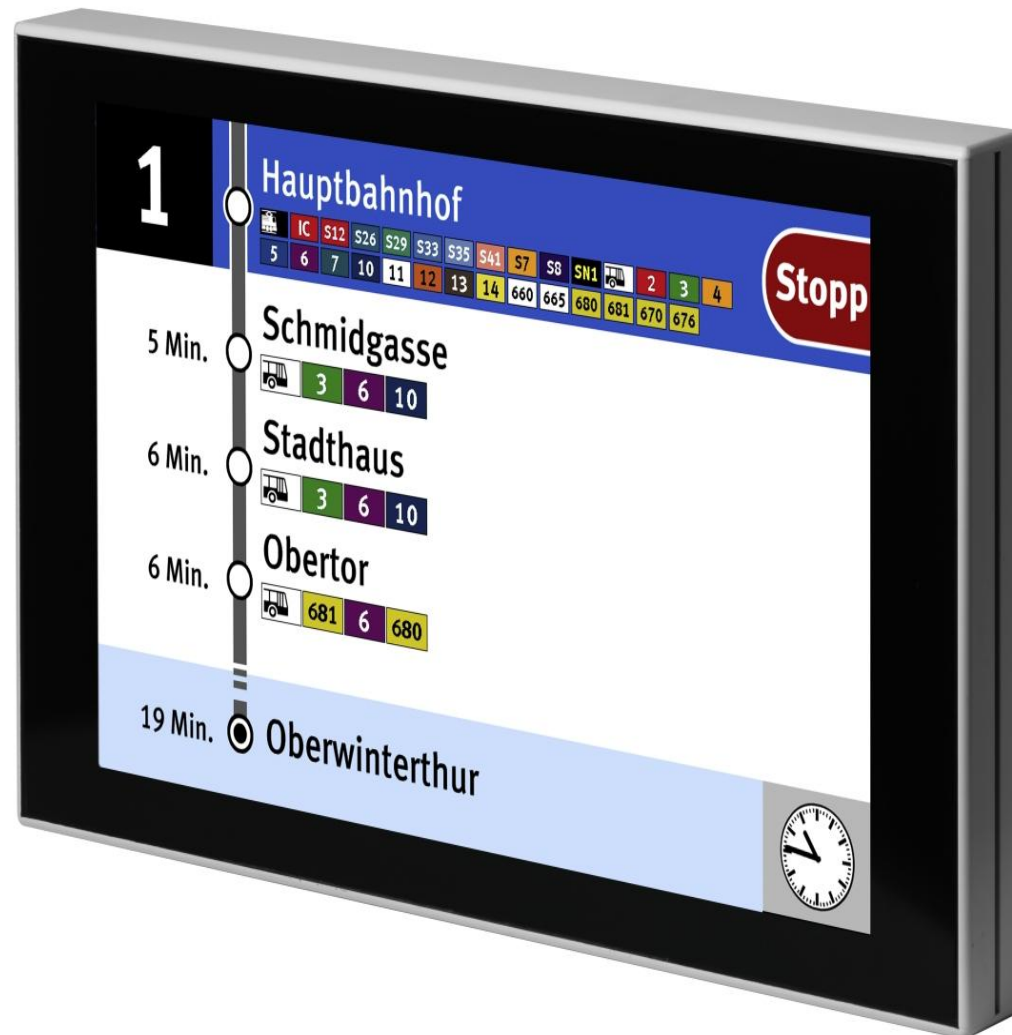 1
Hauptbahnhof
IC S12 S26 S29 S33 S35 S41 S7 S8 SN1 2 3 4
5 6 7 10 11 12 13 14 660 665 680 681 670 676
Stopp
5 Min. Schmidgasse
3 6 10
6 Min. Stadthaus
3 6 10
6 Min. Obertor
681 6 680
19 Min. Oberwinterthur